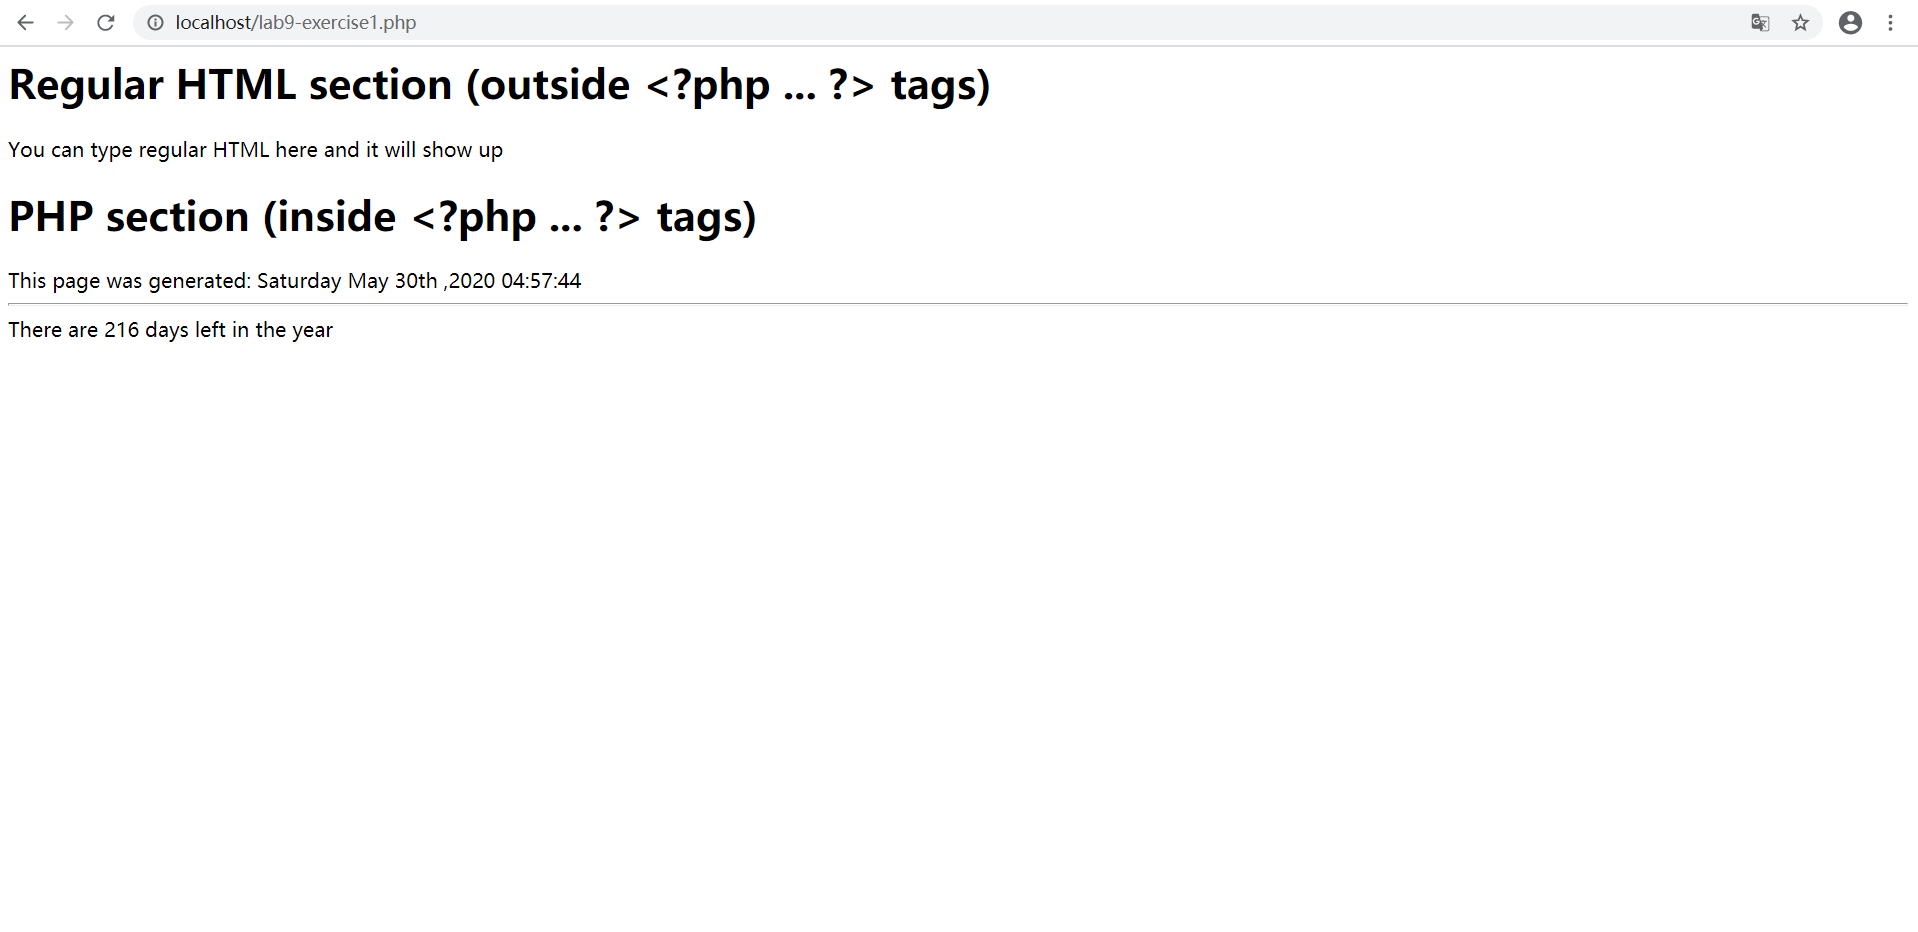 localhost/lab9-exercise1.php
Regular HTML section (outside <?php ... ?> tags)
You can type regular HTML here and it will show up
PHP section (inside <?php ... ?> tags)
This page was generated: Saturday May 30th ,2020 04:57:44
There are 216 days left in the year